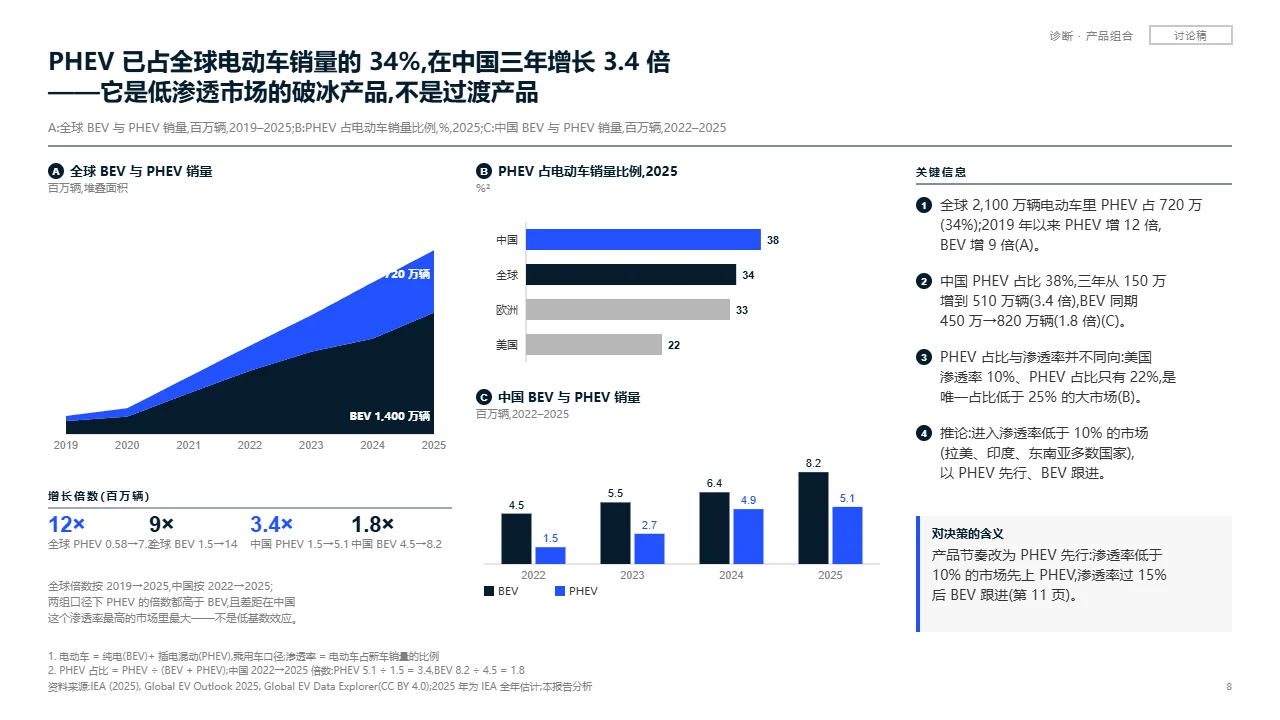 诊断 · 产品组合
讨论稿
PHEV 已占全球电动车销量的 34%,在中国三年增长 3.4 倍
——它是低渗透市场的破冰产品,不是过渡产品
A:全球 BEV 与 PHEV 销量,百万辆,2019–2025;B:PHEV 占电动车销量比例,%,2025;C:中国 BEV 与 PHEV 销量,百万辆,2022–2025
A 全球 BEV 与 PHEV 销量
百万辆,堆叠面积
720 万辆
BEV 1,400 万辆
2019 2020 2021 2022 2023 2024 2025
增长倍数(百万辆)
12× 9× 3.4× 1.8×
全球 PHEV 0.58→7.2 全球 BEV 1.5→14 中国 PHEV 1.5→5.1 中国 BEV 4.5→8.2
全球倍数按 2019→2025,中国按 2022→2025;
两组口径下 PHEV 的倍数都高于 BEV,且差距在中国
这个渗透率最高的市场里最大——不是低基数效应。
B PHEV 占电动车销量比例,2025
%²
中国 38
全球 34
欧洲 33
美国 22
C 中国 BEV 与 PHEV 销量
百万辆,2022–2025
4.5 1.5 5.5 2.7 6.4 4.9 8.2 5.1
2022 2023 2024 2025
BEV PHEV
关键信息
1 全球 2,100 万辆电动车里 PHEV 占 720 万
(34%);2019 年以来 PHEV 增 12 倍,
BEV 增 9 倍(A)。
2 中国 PHEV 占比 38%,三年从 150 万
增到 510 万辆(3.4 倍),BEV 同期
450 万→820 万辆(1.8 倍)(C)。
3 PHEV 占比与渗透率并不同向:美国
渗透率 10%、PHEV 占比只有 22%,是
唯一占比低于 25% 的大市场(B)。
4 推论:进入渗透率低于 10% 的市场
(拉美、印度、东南亚多数国家),
以 PHEV 先行、BEV 跟进。
对决策的含义
产品节奏改为 PHEV 先行:渗透率低于
10% 的市场先上 PHEV,渗透率过 15%
后 BEV 跟进(第 11 页)。
1. 电动车 = 纯电(BEV)+ 插电混动(PHEV),乘用车口径;渗透率 = 电动车占新车销量的比例
2. PHEV 占比 = PHEV ÷ (BEV + PHEV);中国 2022→2025 倍数:PHEV 5.1 ÷ 1.5 = 3.4,BEV 8.2 ÷ 4.5 = 1.8
资料来源:IEA (2025), Global EV Outlook 2025, Global EV Data Explorer(CC BY 4.0);2025 年为 IEA 全年估计;本报告分析
8